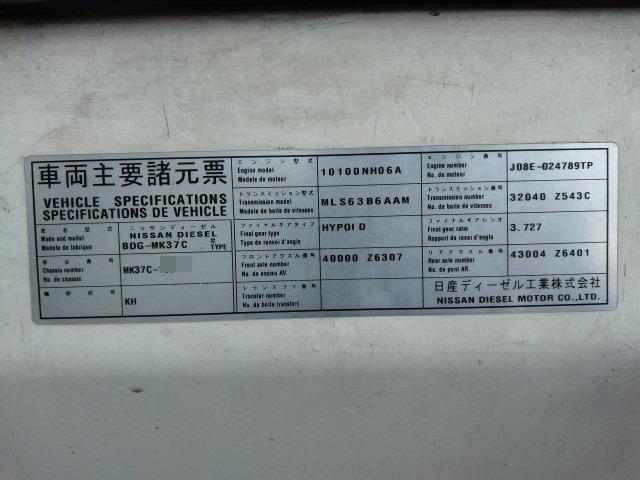 車両主要諸元票
VEHICLE SPECIFICATIONS
SPECIFICATIONS DE VEHICLE
車名型式
Made and model
Modele de fabrique
ニッサンディーゼル
NISSAN DIESEL
BDG-MK37C 型 TYPE
車台番号
Chassis number
No. de chassis
MK37C-
KH
エンジン型式
Engine model
Modele de moteur
10100NH06A
エンジン番号
Engine number
No. de moteur
J08E-024789TP
トランスミッション型式
Transmission model
No. de boite de vitesses
MLS63B6AAM
トランスミッション番号
Transmission number
No. de boite de vitesses
32040 Z543C
ファイナルギアタイプ
Final gear type
Type de renvoi d'angle
HYPOID
ファイナルギアレシオ
Final gear ratio
Rapport de renvoi d'angle
3.727
フロントアクスル番号
Front axle number
No. de essieu AV.
40000 Z6307
リアアクスル番号
Rear axle number
No. de pont AR.
43004 Z6401
トランスファ番号
Transfer number
No. de boite transfert
日産ディーゼル工業株式会社
NISSAN DIESEL MOTOR CO.,LTD.